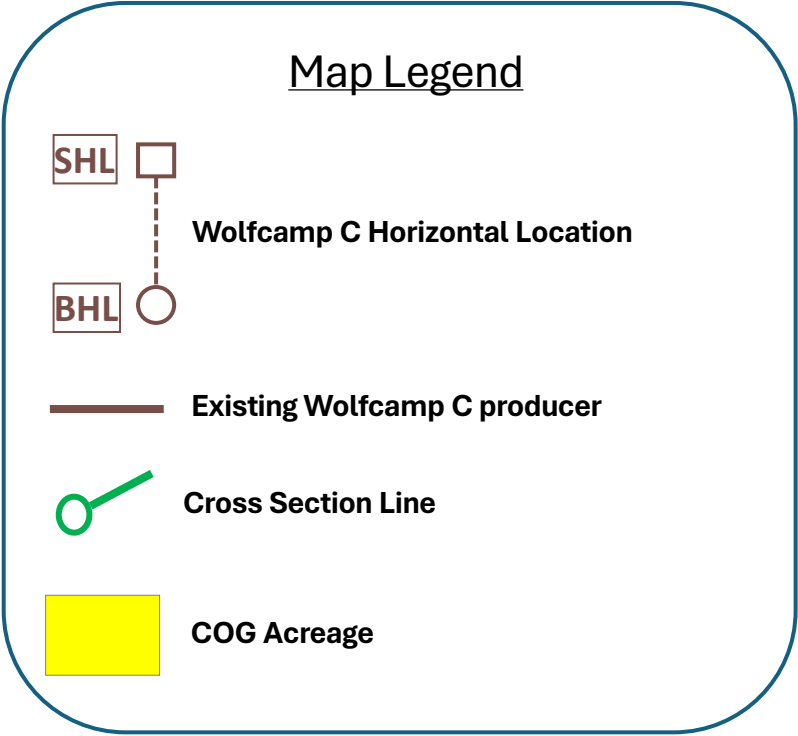 Map Legend
SHL
Wolfcamp C Horizontal Location
BHL
Existing Wolfcamp C producer
Cross Section Line
COG Acreage